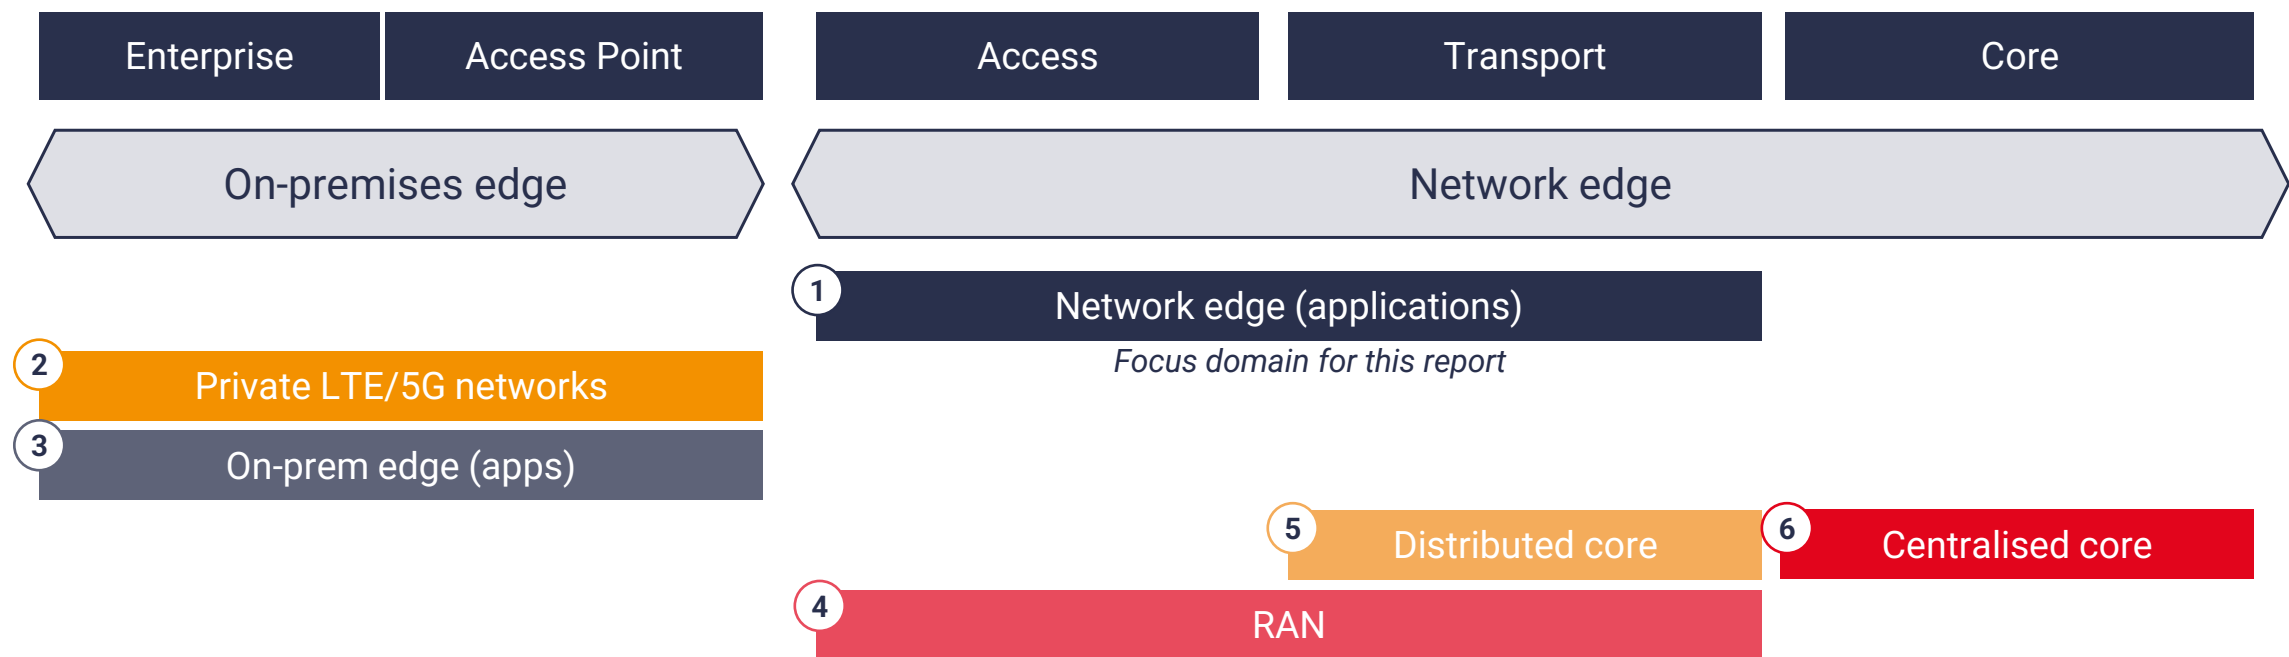 Enterprise
Access Point
Access
Transport
Core
On-premises edge
Network edge
1
Network edge (applications)
Focus domain for this report
2
Private LTE/5G networks
3
On-prem edge (apps)
5
Distributed core
6
Centralised core
4
RAN